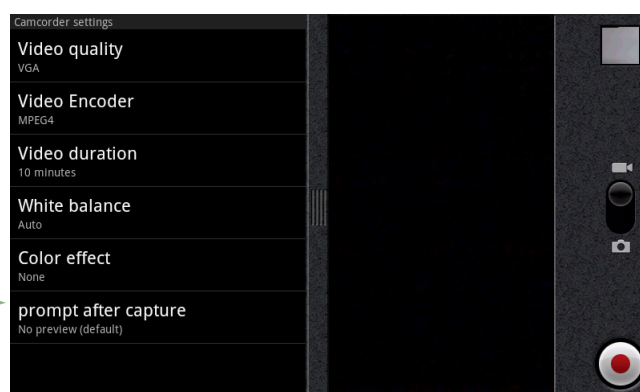 Camcorder settings
Video quality
VGA
Video Encoder
MPEG4
Video duration
10 minutes
White balance
Auto
Color effect
None
prompt after capture
No preview (default)